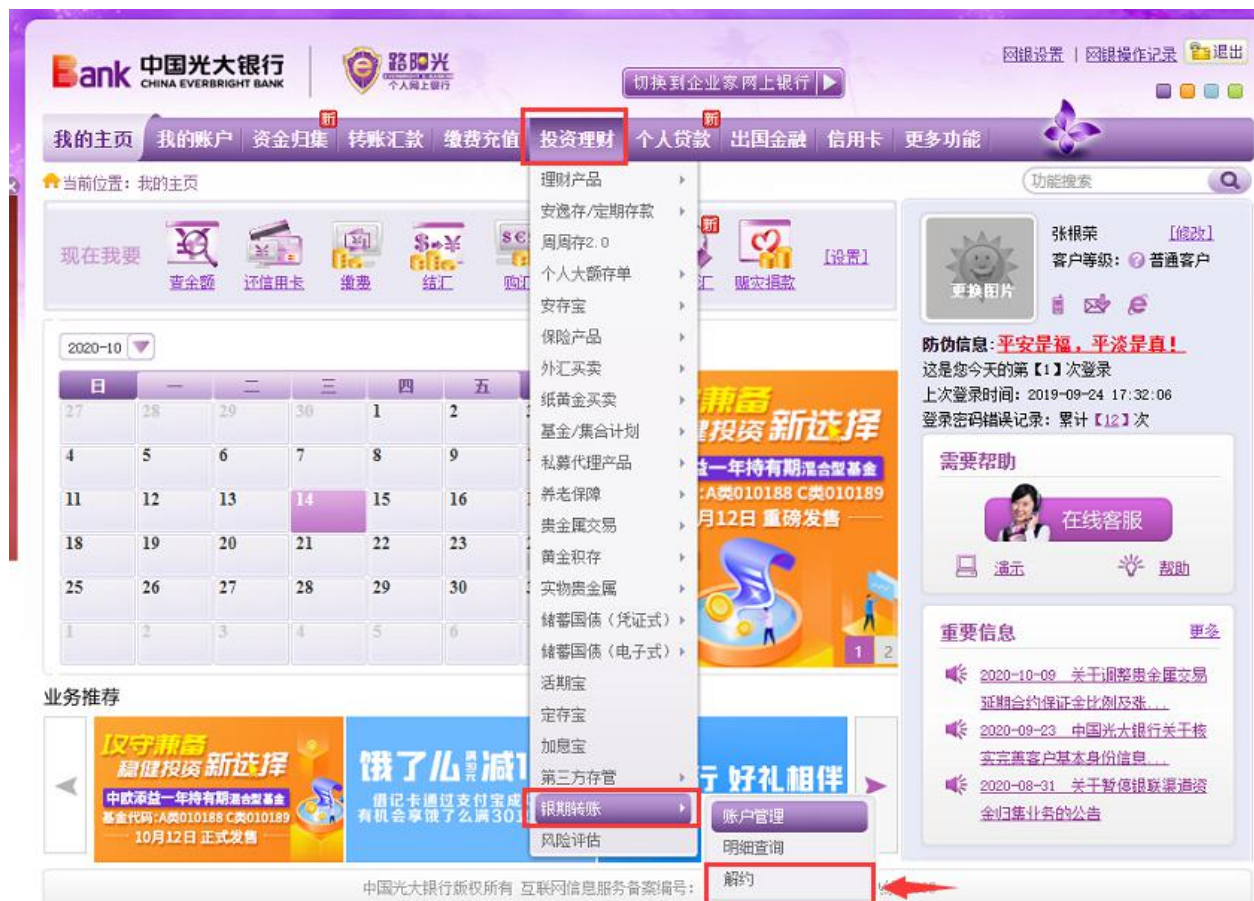 Bank 中国光大银行
CHINA EVERBRIGHT BANK
路阳光
个人网上银行
切换到企业家网上银行
网银设置 | 网银操作记录 退出
我的主页 我的账户 资金归集 新 转账汇款 缴费充值 投资理财 个人贷款 新 出国金融 信用卡 更多功能
当前位置：我的主页
功能搜索
现在我要
查余额 还信用卡 缴费 结汇 购汇 新 赈灾捐款 [设置]
2020-10
日 一 二 三 四 五
27 28 29 30 1 2
4 5 6 7 8 9
11 12 13 14 15 16
18 19 20 21 22 23
25 26 27 28 29 30
1 2 3 4 5 6
理财产品
安逸存/定期存款
周周存2.0
个人大额存单
安存宝
保险产品
外汇买卖
纸黄金买卖
基金/集合计划
私募代理产品
养老保障
贵金属交易
黄金积存
实物贵金属
储蓄国债（凭证式）
储蓄国债（电子式）
活期宝
定存宝
加息宝
第三方存管
银期转账
风险评估
账户管理
明细查询
解约
兼备
投资 新选择
益一年持有期混合型基金
:A类010188 C类010189
月12日 重磅发售
1 2
张根荣 [修改]
客户等级： 普通客户
更换图片
防伪信息:平安是福，平淡是真！
这是您今天的第【1】次登录
上次登录时间：2019-09-24 17:32:06
登录密码错误记录：累计【12】次
需要帮助
在线客服
演示 帮助
重要信息 更多
2020-10-09 关于调整贵金属交易
延期合约保证金比例及张...
2020-09-23 中国光大银行关于核
实完善客户基本身份信息...
2020-08-31 关于暂停银联渠道资
金归集业务的公告
业务推荐
攻守兼备
稳健投资 新选择
中欧添益一年持有期混合型基金
基金代码:A类010188 C类010189
10月12日 正式发售
饿了么 满30元 减1
借记卡通过支付宝成
有机会享饿了么满30
行 好礼相伴
中国光大银行版权所有 互联网信息服务备案编号：